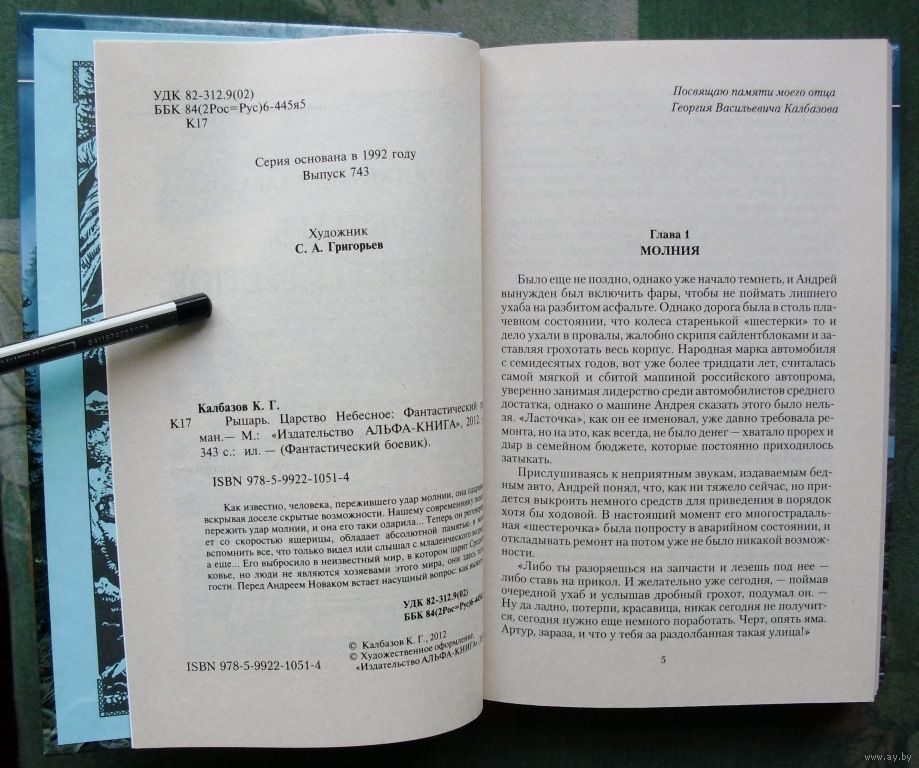 УДК 82-312.9(02)
ББК 84(2Рос=Рус)6-445я5
К17
Серия основана в 1992 году
Выпуск 743
Художник
С. А. Григорьев
Калбазов К. Г.
К17 Рыцарь. Царство Небесное: Фантастический
ман.— М.: «Издательство АЛЬФА-КНИГА», 2012.
343 с.: ил. — (Фантастический боевик).
ISBN 978-5-9922-1051-4
Как известно, человека, пережившего удар молнии, она
вскрывая доселе скрытые возможности. Нашему современнику
пережить удар молнии, и она его таки одарила... Теперь он
ет со скоростью ящерицы, обладает абсолютной памятью и
вспомнить все, что только видел или слышал с младенческого
а еще... Его выбросило в неизвестный мир, в котором царит
ковье, но люди не являются хозяевами этого мира, они здесь
гости. Перед Андреем Новаком встает насущный вопрос: как
УДК 82-312.9(02)
ББК 84(2Рос=Рус)6-445
© Калбазов К. Г., 2012
© Художественное оформление,
«Издательство АЛЬФА-КНИГА»,
ISBN 978-5-9922-1051-4
Посвящаю памяти моего отца
Георгия Васильевича Калбазова
Глава 1
МОЛНИЯ
Было еще не поздно, однако уже начало темнеть, и Андрей
вынужден был включить фары, чтобы не поймать лишнего
ухаба на разбитом асфальте. Однако дорога была в столь пла-
чевном состоянии, что колеса старенькой «шестерки» то и
дело ухали в провалы, жалобно скрипя сайлентблоками и за-
ставляя грохотать весь корпус. Народная марка автомобиля
с семидесятых годов, вот уже более тридцати лет, считалась
самой мягкой и сбитой машиной российского автопрома,
уверенно занимая лидерство среди автомобилистов среднего
достатка, однако о машине Андрея сказать этого было нель-
зя. «Ласточка», как он ее именовал, уже давно требовала ре-
монта, но на это, как всегда, не было денег — хватало прорех и
дыр в семейном бюджете, которые постоянно приходилось
затыкать.
Прислушиваясь к неприятным звукам, издаваемым бед-
ным авто, Андрей понял, что, как ни тяжело сейчас, но при-
дется выкроить немного средств для приведения в порядок
хотя бы ходовой. В настоящий момент его многострадаль-
ная «шестерочка» была попросту в аварийном состоянии, и
откладывать ремонт на потом уже не было никакой возмож-
ности.
«Либо ты разоряешься на запчасти и лезешь под нее —
либо ставь на прикол. И желательно уже сегодня, — поймав
очередной ухаб и услышав дробный грохот, подумал он. —
Ну да ладно, потерпи, красавица, никак сегодня не получит-
ся, сегодня нужно еще немного поработать. Черт, опять яма.
Артур, зараза, и что у тебя за раздолбанная такая улица!»
5
www.ay.by